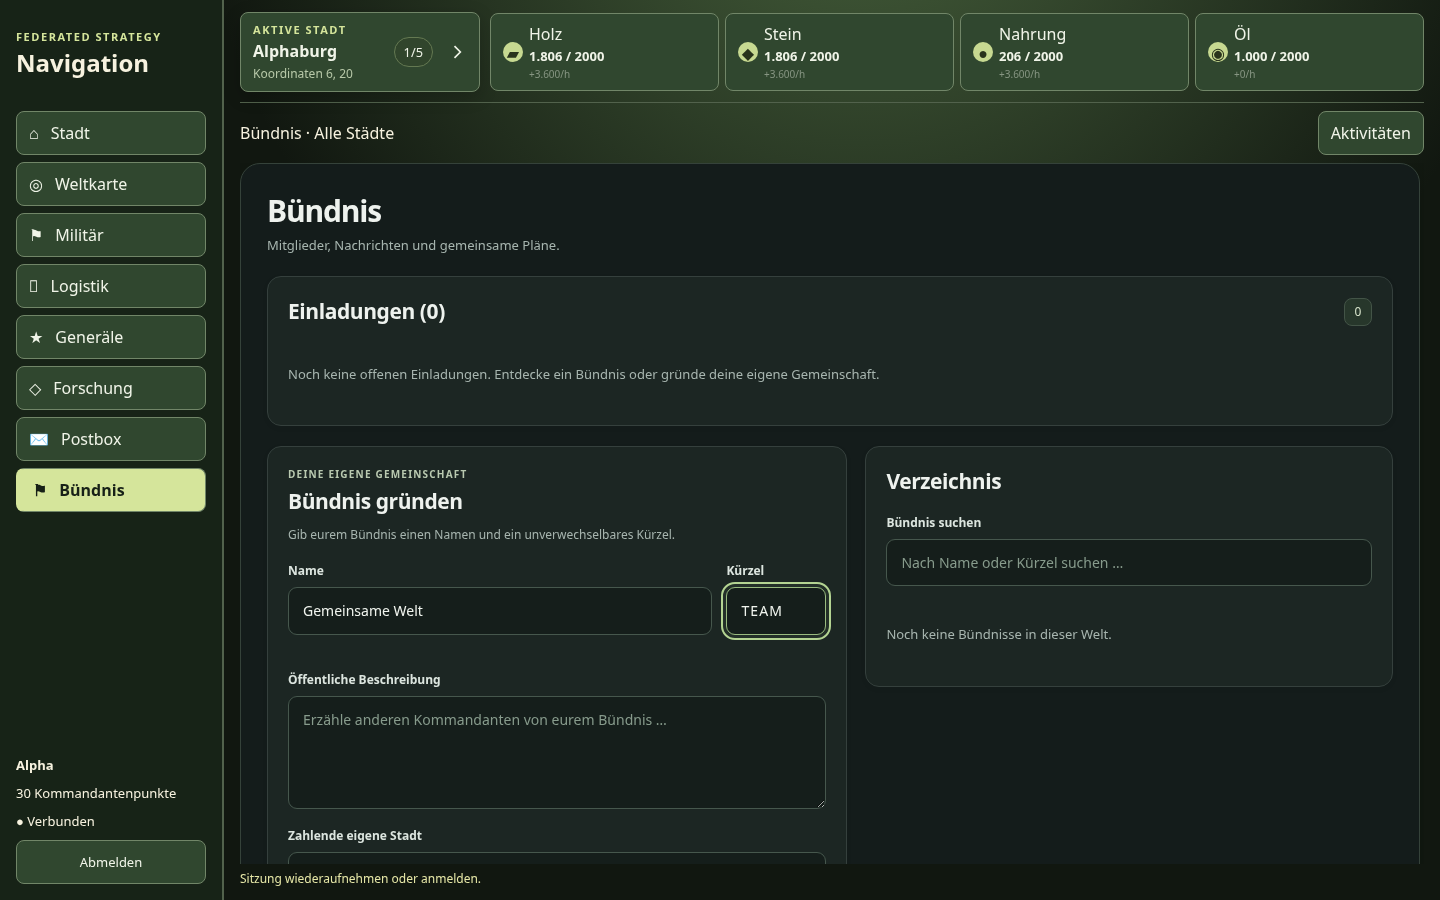 FEDERATED STRATEGY
Navigation
Stadt
Weltkarte
Militär
Logistik
Generäle
Forschung
Postbox
Bündnis
Alpha
30 Kommandantenpunkte
● Verbunden
Abmelden
AKTIVE STADT
Alphaburg
Koordinaten 6, 20
1/5
Holz
1.806 / 2000
+3.600/h
Stein
1.806 / 2000
+3.600/h
Nahrung
206 / 2000
+3.600/h
Öl
1.000 / 2000
+0/h
Bündnis · Alle Städte
Aktivitäten
Bündnis
Mitglieder, Nachrichten und gemeinsame Pläne.
Einladungen (0)
0
Noch keine offenen Einladungen. Entdecke ein Bündnis oder gründe deine eigene Gemeinschaft.
DEINE EIGENE GEMEINSCHAFT
Bündnis gründen
Gib eurem Bündnis einen Namen und ein unverwechselbares Kürzel.
Name
Kürzel
Gemeinsame Welt
TEAM
Öffentliche Beschreibung
Erzähle anderen Kommandanten von eurem Bündnis …
Zahlende eigene Stadt
Verzeichnis
Bündnis suchen
Nach Name oder Kürzel suchen …
Noch keine Bündnisse in dieser Welt.
Sitzung wiederaufnehmen oder anmelden.